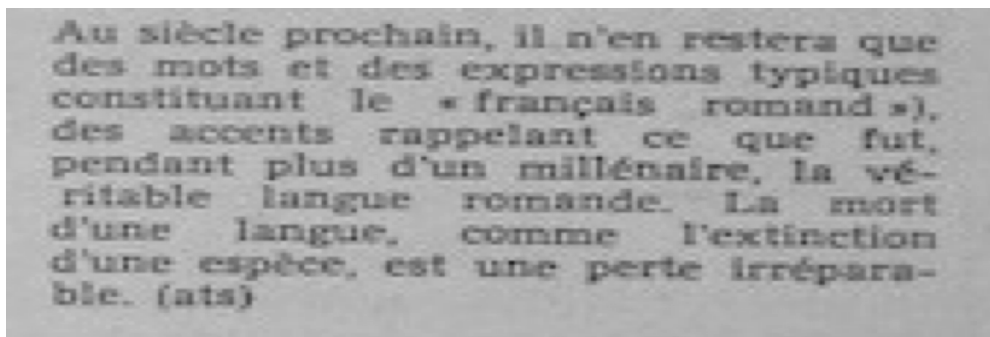 Au siècle prochain, il n'en restera que
des mots et des expressions typiques
constituant le « français romand »),
des accents rappelant ce que fut,
pendant plus d'un millénaire, la vé-
ritable langue romande. La mort
d'une langue, comme l'extinction
d'une espèce, est une perte irrépara-
ble. (ats)